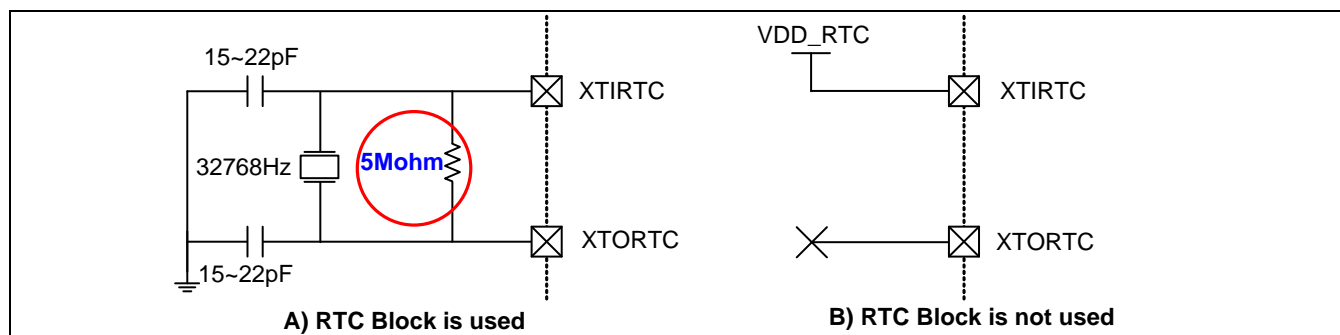 15~22pF
XTIRTC
32768Hz
5Mohm
XTORTC
15~22pF
A) RTC Block is used
VDD_RTC
XTIRTC
XTORTC
B) RTC Block is not used